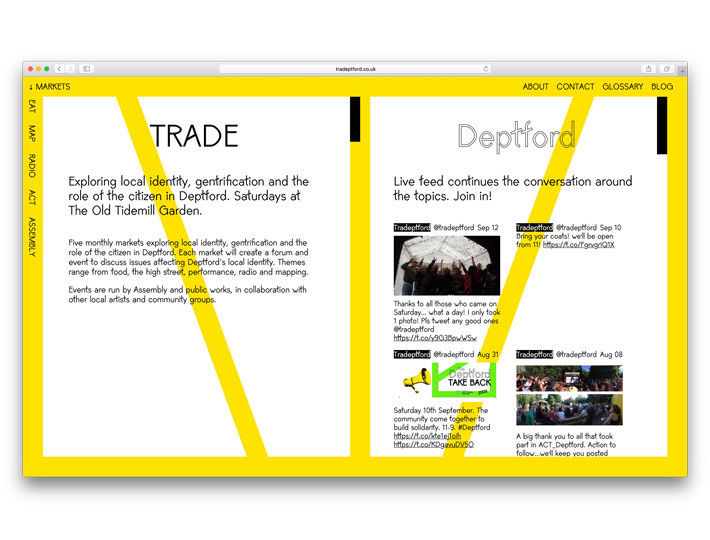 tradeptford.co.uk
↓ MARKETS
ABOUT CONTACT GLOSSARY BLOG
EAT
MAP
RADIO
ACT
ASSEMBLY
TRADE
Exploring local identity, gentrification and the
role of the citizen in Deptford. Saturdays at
The Old Tidemill Garden.
Five monthly markets exploring local identity, gentrification and the
role of the citizen in Deptford. Each market will create a forum and
event to discuss issues affecting Deptford's local identity. Themes
range from food, the high street, performance, radio and mapping.
Events are run by Assembly and public works, in collaboration with
other local artists and community groups.
Deptford
Live feed continues the conversation around
the topics. Join in!
Tradeptford @tradeptford Sep 12
Thanks to all those who came on
Saturday... what a day! I only took
1 photo! Pls tweet any good ones
@tradeptford
https://t.co/y9G3BpwW5w
Tradeptford @tradeptford Sep 10
Bring your coats! we'll be open
from 11! https://t.co/FgrvgrlQ1X
Tradeptford @tradeptford Aug 31
Deptford
TAKE BACK
Saturday 10th September. The
community come together to
build solidarity. 11-9. #Deptford
https://t.co/kte1ej1oih
https://t.co/KDgavuDV5O
Tradeptford @tradeptford Aug 08
A big thank you to all that took
part in ACT_Deptford. Action to
follow...we'll keep you posted